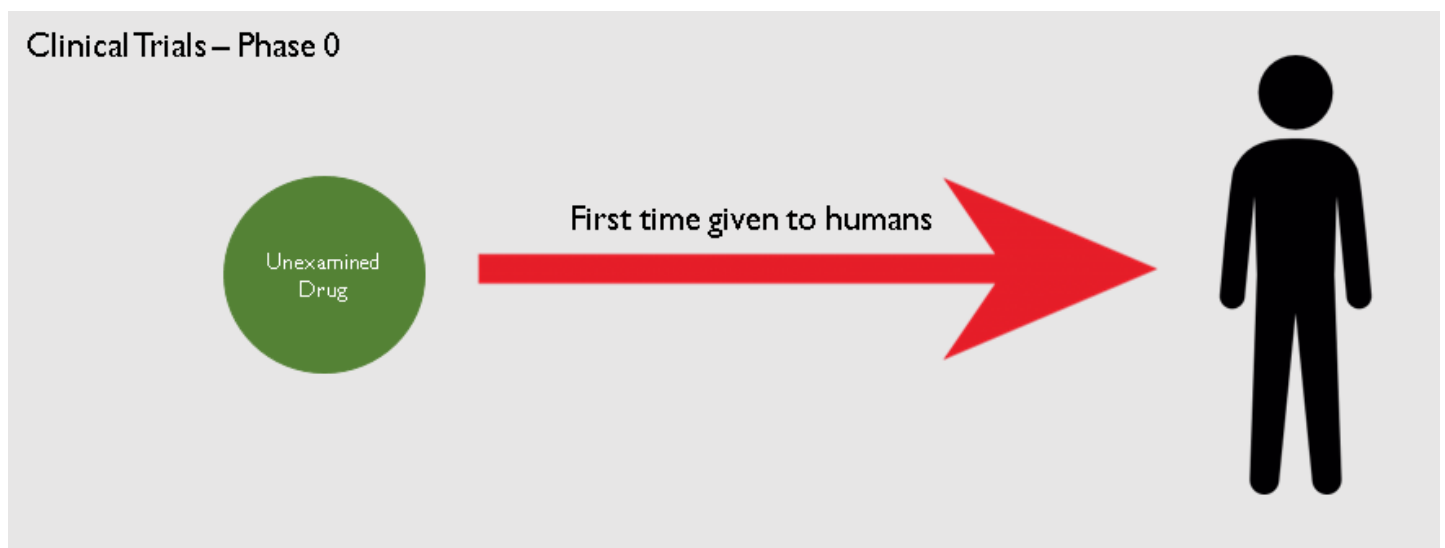 Clinical Trials – Phase 0
First time given to humans
Unexamined
Drug